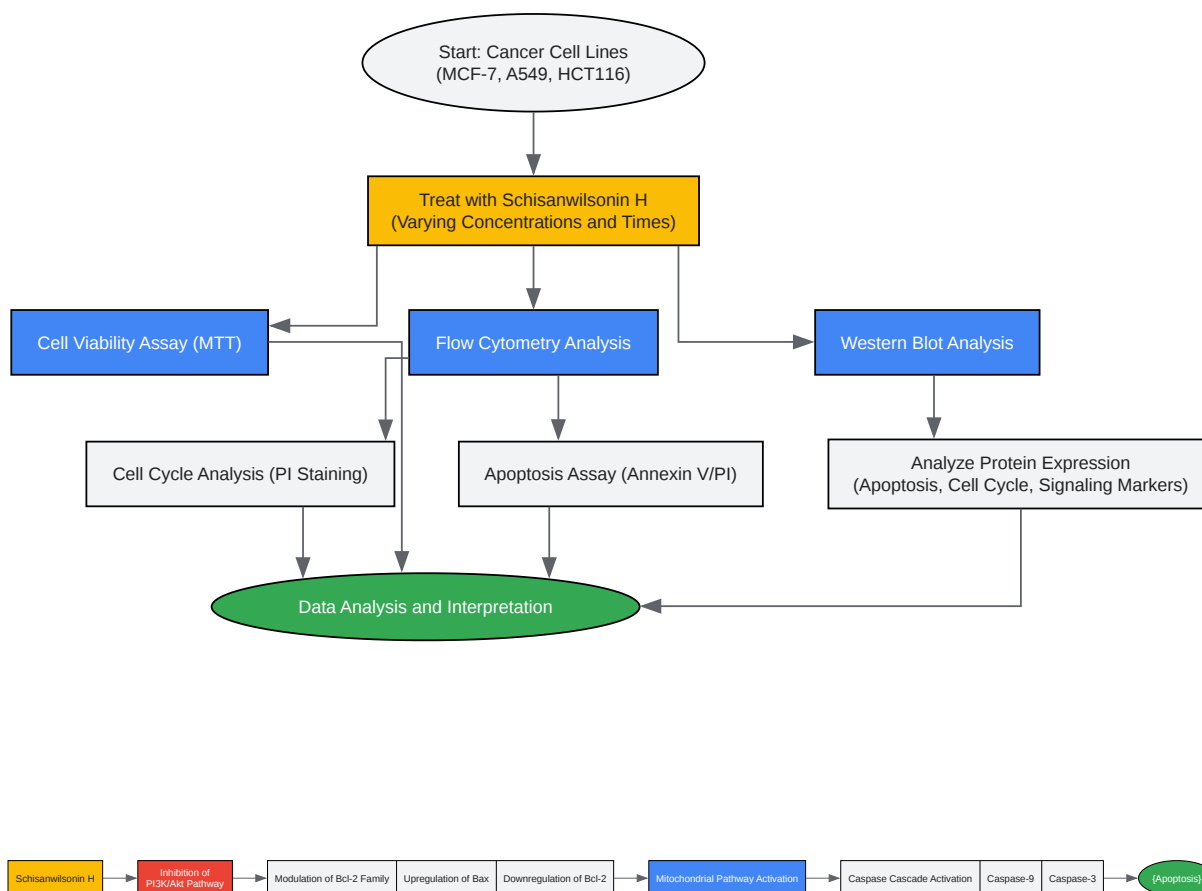 Start: Cancer Cell Lines
(MCF-7, A549, HCT116)
Treat with Schisanwilsonin H
(Varying Concentrations and Times)
Cell Viability Assay (MTT)
Flow Cytometry Analysis
Western Blot Analysis
Cell Cycle Analysis (PI Staining)
Apoptosis Assay (Annexin V/PI)
Analyze Protein Expression
(Apoptosis, Cell Cycle, Signaling Markers)
Data Analysis and Interpretation
Schisanwilsonin H
Inhibition of
PI3K/Akt Pathway
Modulation of Bcl-2 Family
Upregulation of Bax
Downregulation of Bcl-2
Mitochondrial Pathway Activation
Caspase Cascade Activation
Caspase-9
Caspase-3
{Apoptosis}